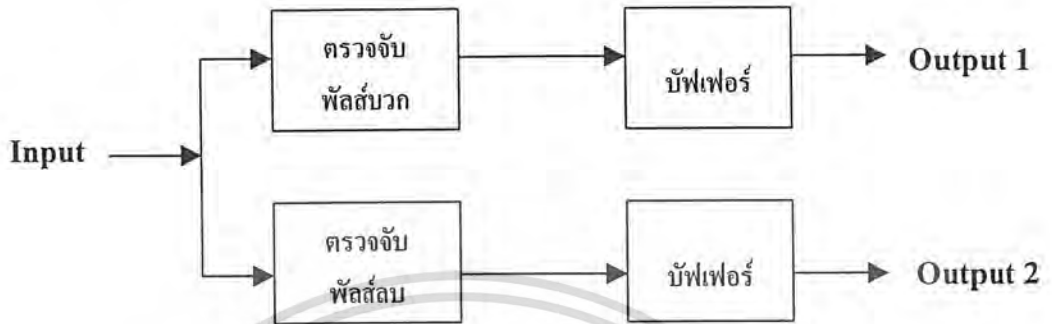 ตรวจจับ
พัลส์บวก
บัฟเฟอร์
Output 1
Input
ตรวจจับ
พัลส์ลบ
บัฟเฟอร์
Output 2